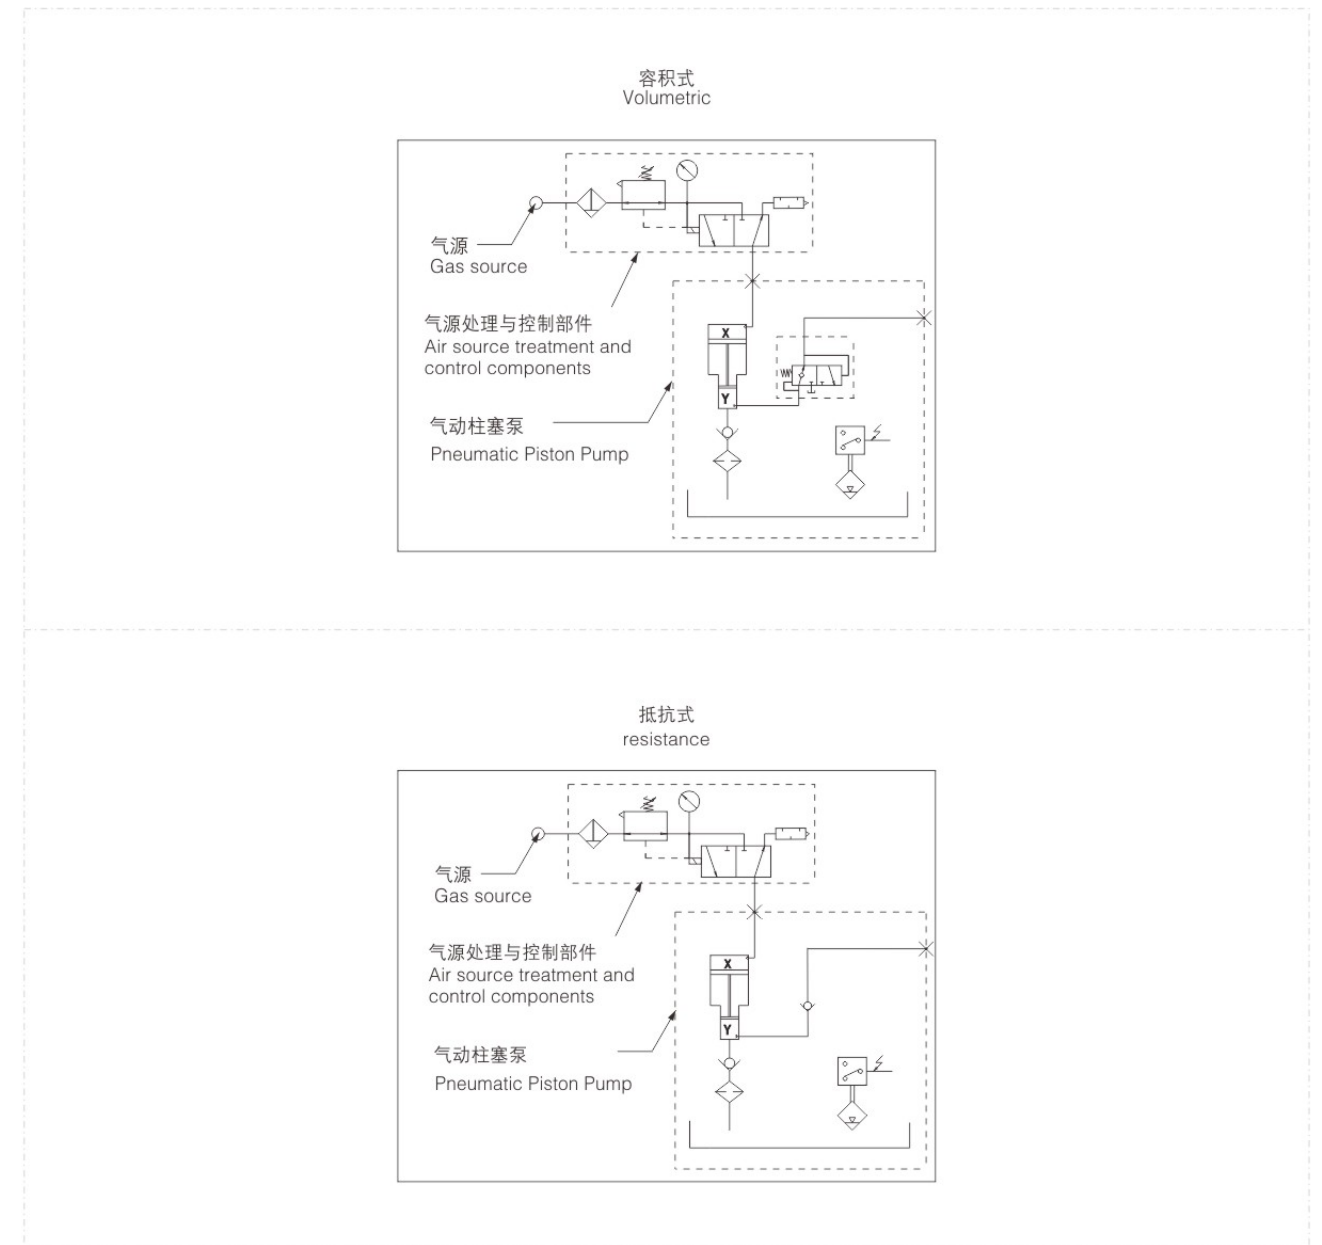 容积式
Volumetric
气源
Gas source
气源处理与控制部件
Air source treatment and
control components
X
Y
气动柱塞泵
Pneumatic Piston Pump
抵抗式
resistance
气源
Gas source
气源处理与控制部件
Air source treatment and
control components
X
Y
气动柱塞泵
Pneumatic Piston Pump